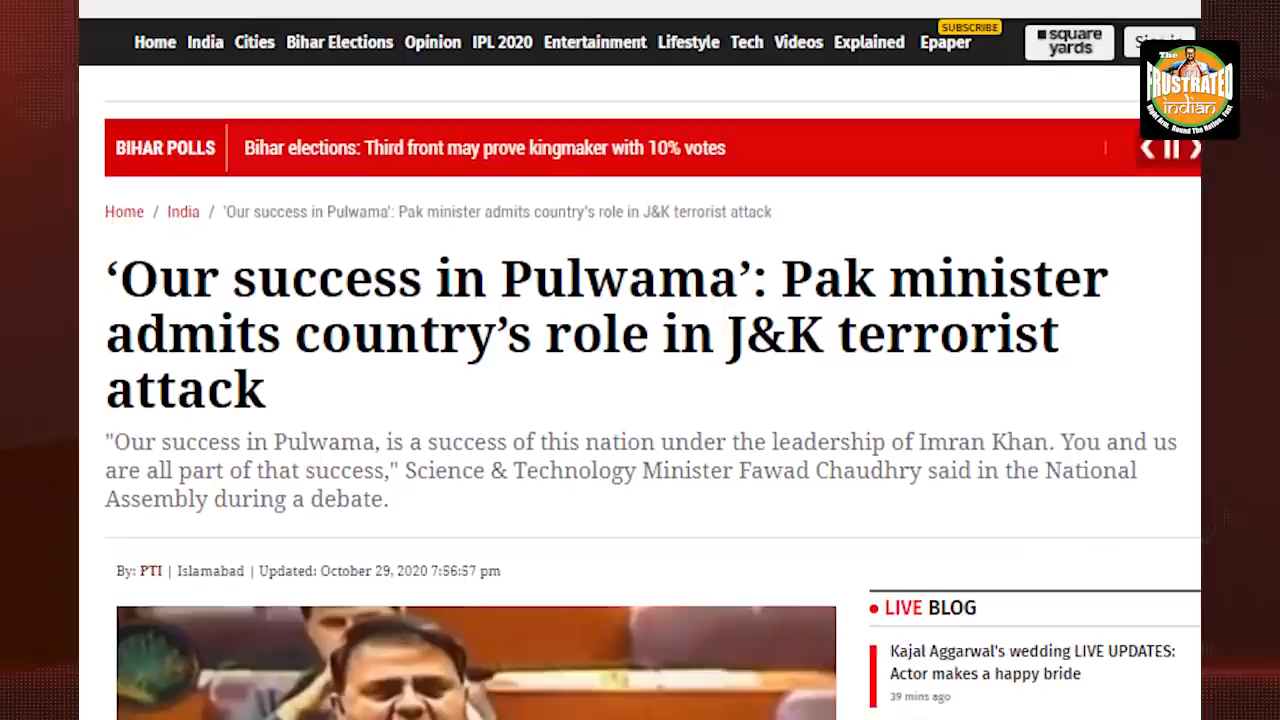 SUBSCRIBE
Home India Cities Bihar Elections Opinion IPL 2020 Entertainment Lifestyle Tech Videos Explained Epaper
square
yards
The
FRUSTRATED
indian
Right Arm. Round The Nation. Fast
BIHAR POLLS Bihar elections: Third front may prove kingmaker with 10% votes
Home / India / 'Our success in Pulwama': Pak minister admits country's role in J&K terrorist attack
‘Our success in Pulwama’: Pak minister
admits country’s role in J&K terrorist
attack
"Our success in Pulwama, is a success of this nation under the leadership of Imran Khan. You and us
are all part of that success," Science & Technology Minister Fawad Chaudhry said in the National
Assembly during a debate.
By: PTI | Islamabad | Updated: October 29, 2020 7:56:57 pm
LIVE BLOG
Kajal Aggarwal's wedding LIVE UPDATES:
Actor makes a happy bride
39 mins ago